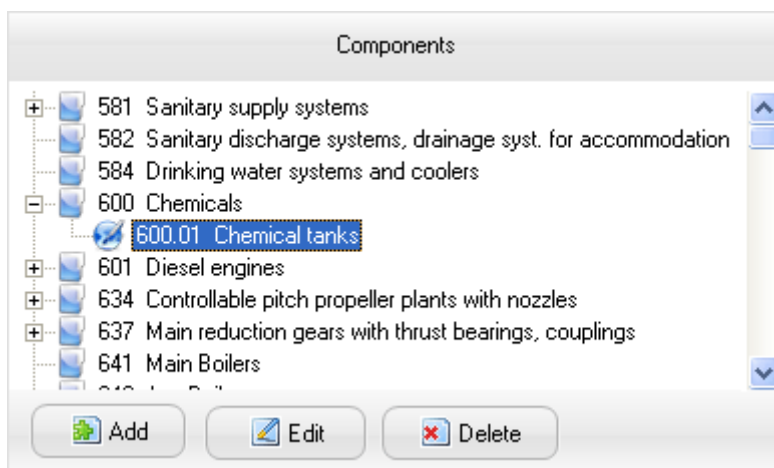 Components
581 Sanitary supply systems
582 Sanitary discharge systems, drainage syst. for accommodation
584 Drinking water systems and coolers
600 Chemicals
600.01 Chemical tanks
601 Diesel engines
634 Controllable pitch propeller plants with nozzles
637 Main reduction gears with thrust bearings, couplings
641 Main Boilers
Add Edit Delete